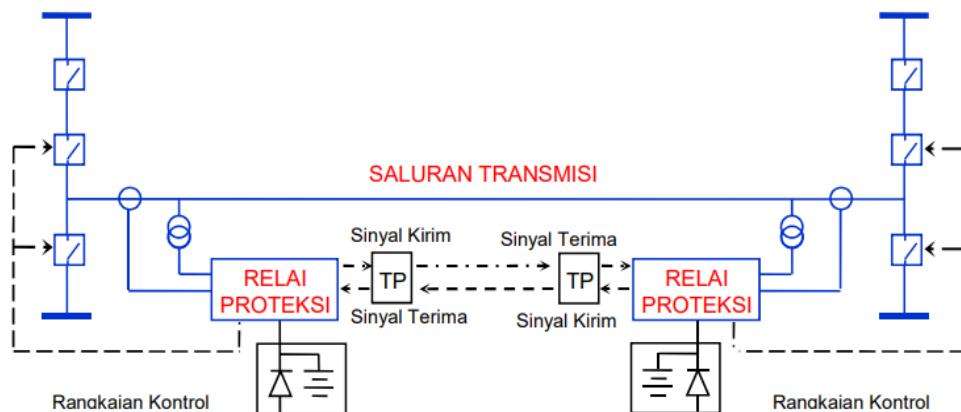 SALURAN TRANSMISI
Sinyal Kirim
Sinyal Terima
RELAI
PROTEKSI
TP
TP
RELAI
PROTEKSI
Sinyal Terima
Sinyal Kirim
Rangkaian Kontrol
Rangkaian Kontrol